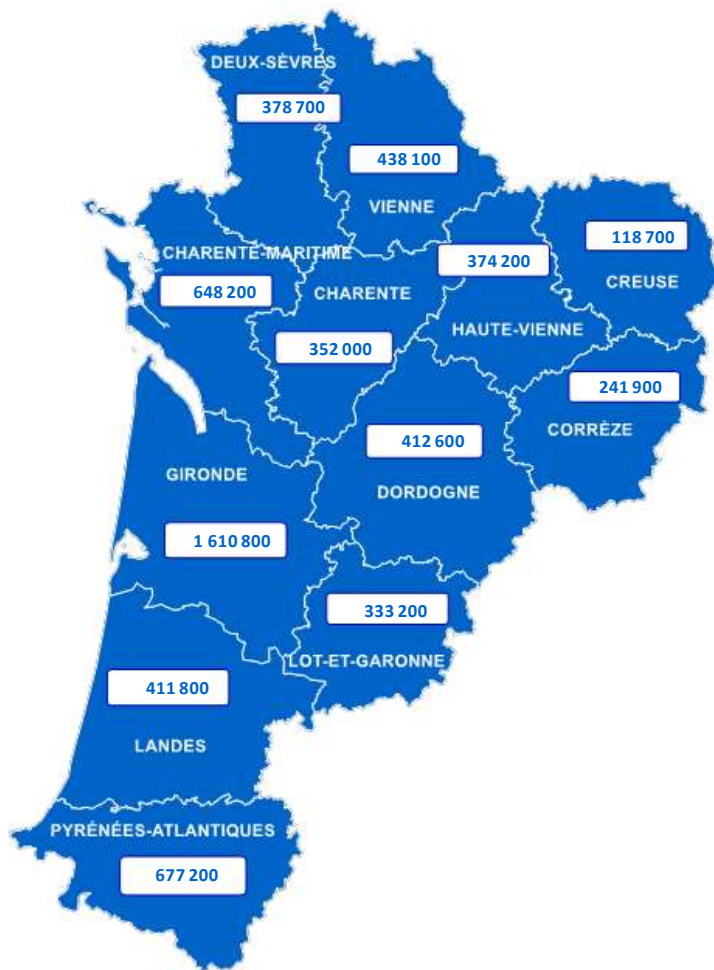 DEUX-SÈVRES
378 700
438 100
VIENNE
118 700
CREUSE
CHARENTE-MARITIME
648 200
374 200
HAUTE-VIENNE
CHARENTE
352 000
241 900
CORRÈZE
412 600
DORDOGNE
GIRONDE
1 610 800
333 200
LOT-ET-GARONNE
411 800
LANDES
PYRÉNÉES-ATLANTIQUES
677 200